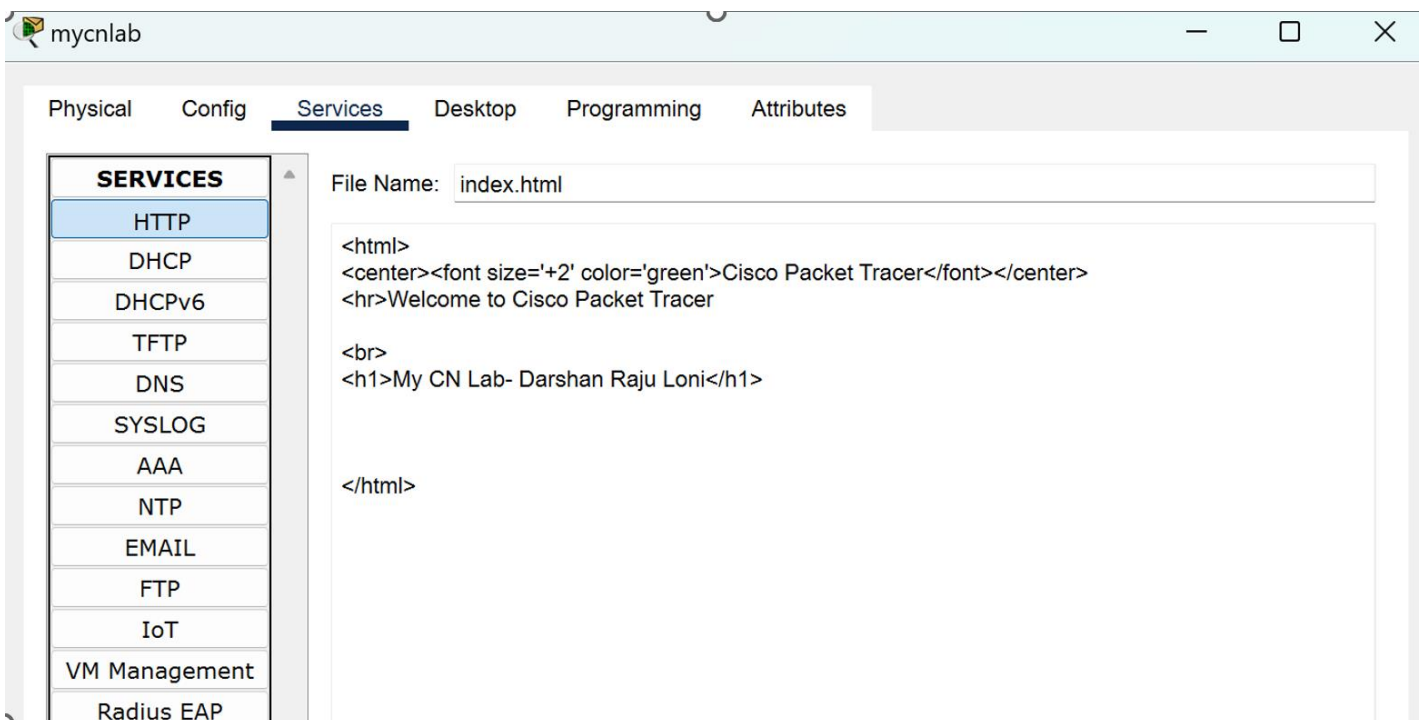 mycnlab
Physical Config Services Desktop Programming Attributes
SERVICES
HTTP
DHCP
DHCPv6
TFTP
DNS
SYSLOG
AAA
NTP
EMAIL
FTP
IoT
VM Management
Radius EAP
File Name: index.html
<html>
<center><font size='+2' color='green'>Cisco Packet Tracer</font></center>
<hr>Welcome to Cisco Packet Tracer
<br>
<h1>My CN Lab- Darshan Raju Loni</h1>
</html>